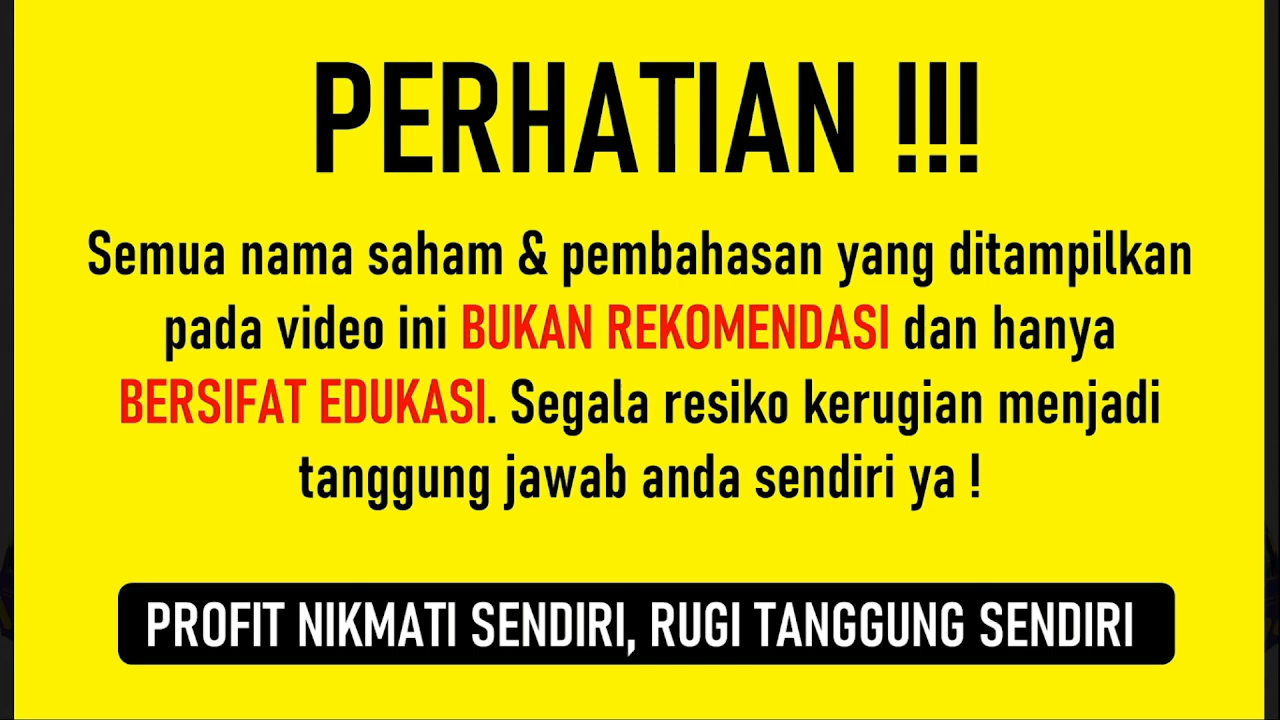 PERHATIAN !!!
Semua nama saham & pembahasan yang ditampilkan
pada video ini BUKAN REKOMENDASI dan hanya
BERSIFAT EDUKASI. Segala resiko kerugian menjadi
tanggung jawab anda sendiri ya !
PROFIT NIKMATI SENDIRI, RUGI TANGGUNG SENDIRI